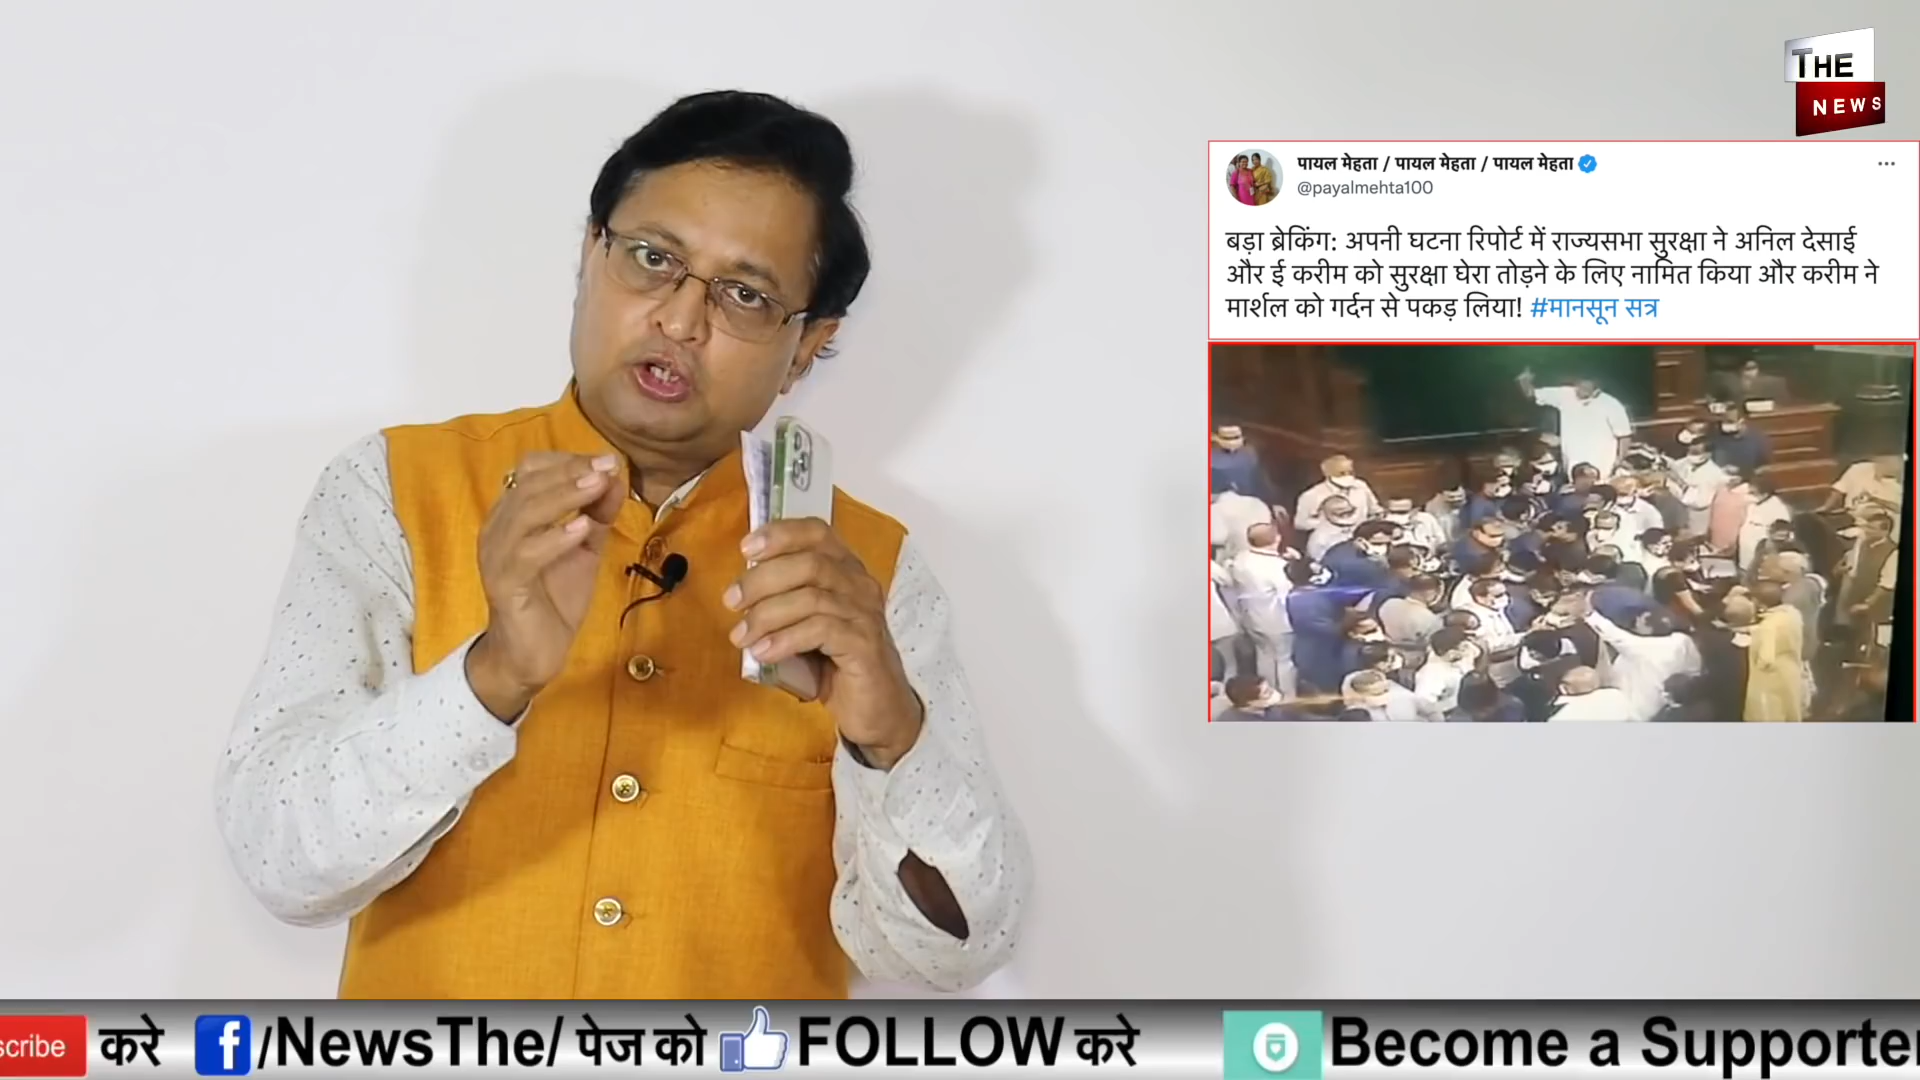 THE
NEWS
पायल मेहता / पायल मेहता / पायल मेहता
@payalmehta100
बड़ा ब्रेकिंग: अपनी घटना रिपोर्ट में राज्यसभा सुरक्षा ने अनिल देसाई
और ई करीम को सुरक्षा घेरा तोड़ने के लिए नामित किया और करीम ने
मार्शल को गर्दन से पकड़ लिया! #मानसून सत्र
scribe करे f/NewsThe/ पेज को FOLLOW करे Become a Supporter